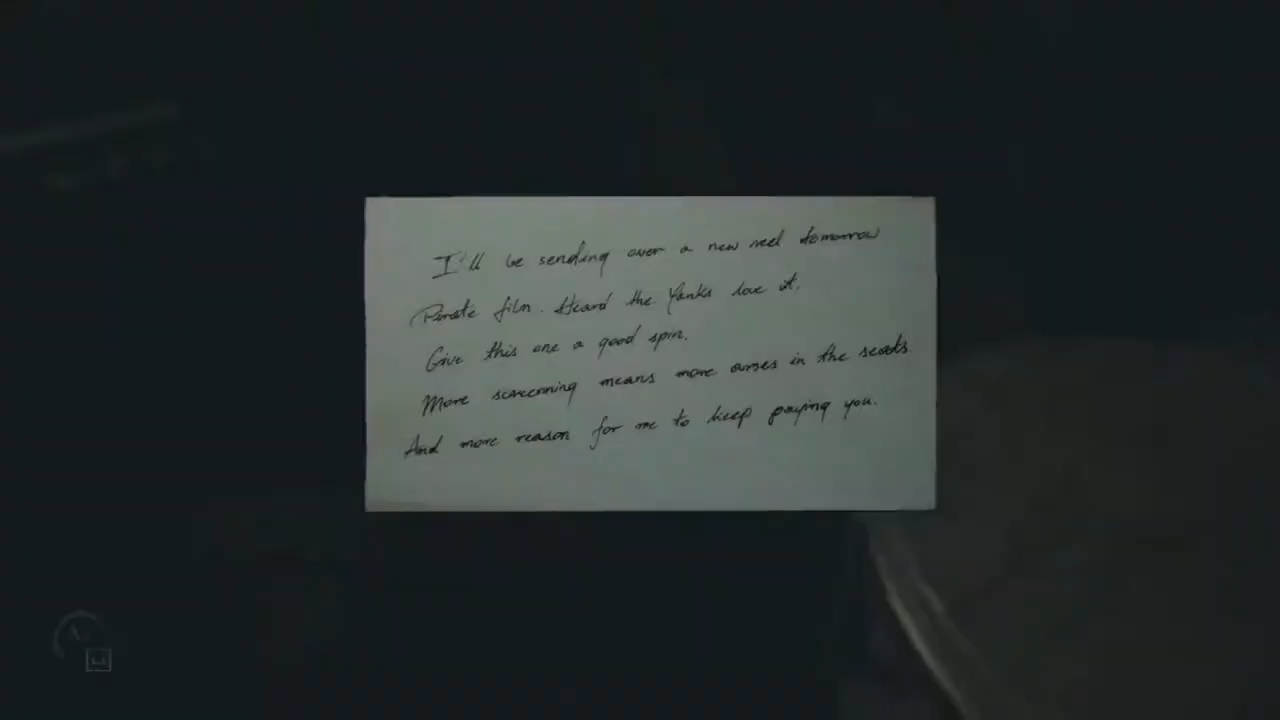 I'll be sending over a new reel tomorrow
Pirate film. Heard the Yanks love it.
Give this one a good spin.
More screenning means more arses in the seats
And more reason for me to keep paying you.